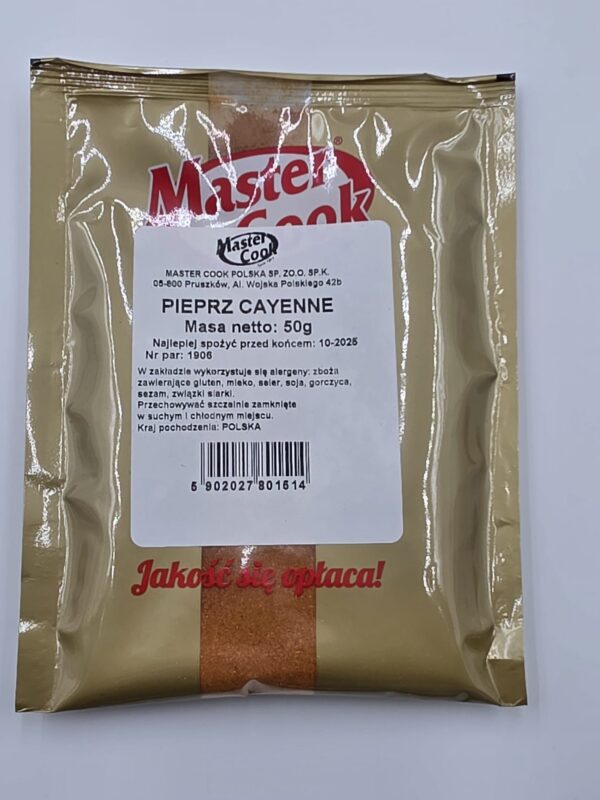 Master
Cook
®
Master
Cook
MASTER COOK POLSKA SP. ZO.O. SP.K.
05-800 Pruszków, Al. Wojska Polskiego 42b
PIEPRZ CAYENNE
Masa netto: 50g
Najlepiej spożyć przed końcem: 10-2025
Nr par: 1906
W zakładzie wykorzystuje się alergeny: zboża
zawierające gluten, mleko, seler, soja, gorczyca,
sezam, związki siarki.
Przechowywać szczelnie zamknięte
w suchym i chłodnym miejscu.
Kraj pochodzenia: POLSKA
5 902027 801514
Jakość się opłaca!